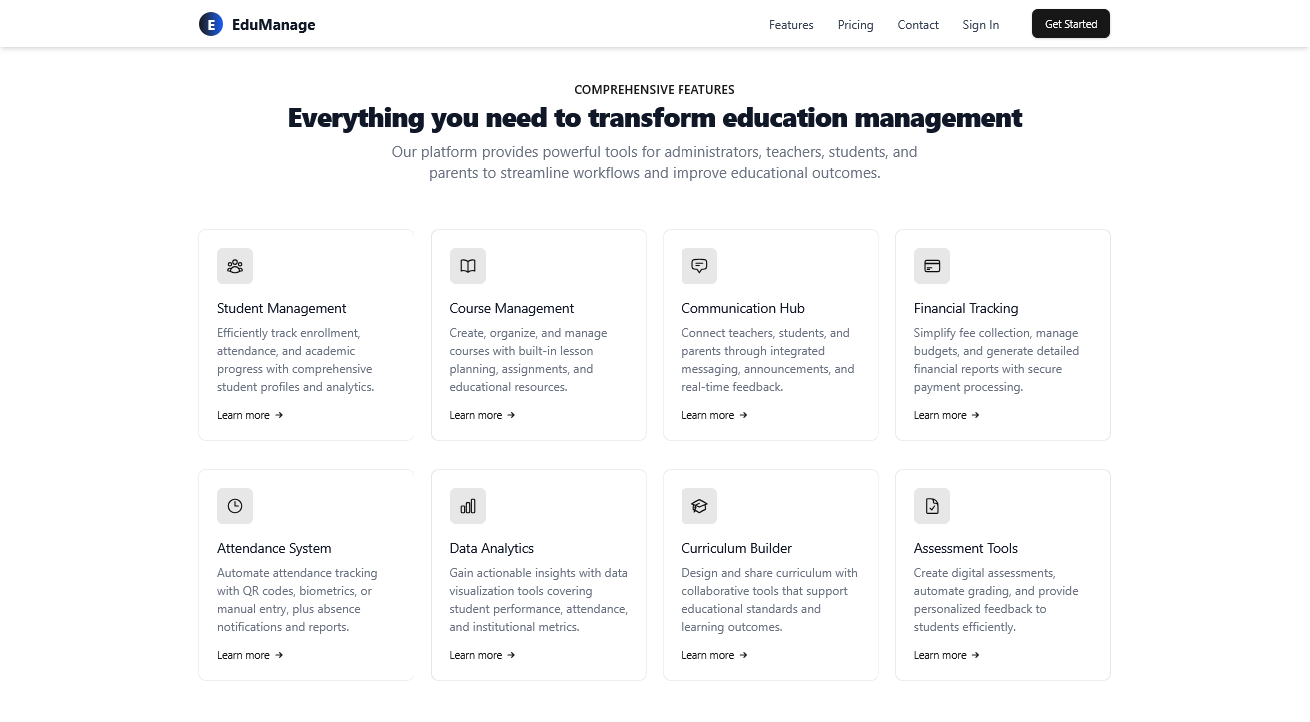 E EduManage
Features Pricing Contact Sign In Get Started
COMPREHENSIVE FEATURES
Everything you need to transform education management
Our platform provides powerful tools for administrators, teachers, students, and
parents to streamline workflows and improve educational outcomes.
Student Management
Efficiently track enrollment,
attendance, and academic
progress with comprehensive
student profiles and analytics.
Learn more →
Course Management
Create, organize, and manage
courses with built-in lesson
planning, assignments, and
educational resources.
Learn more →
Communication Hub
Connect teachers, students, and
parents through integrated
messaging, announcements, and
real-time feedback.
Learn more →
Financial Tracking
Simplify fee collection, manage
budgets, and generate detailed
financial reports with secure
payment processing.
Learn more →
Attendance System
Automate attendance tracking
with QR codes, biometrics, or
manual entry, plus absence
notifications and reports.
Learn more →
Data Analytics
Gain actionable insights with data
visualization tools covering
student performance, attendance,
and institutional metrics.
Learn more →
Curriculum Builder
Design and share curriculum with
collaborative tools that support
educational standards and
learning outcomes.
Learn more →
Assessment Tools
Create digital assessments,
automate grading, and provide
personalized feedback to
students efficiently.
Learn more →